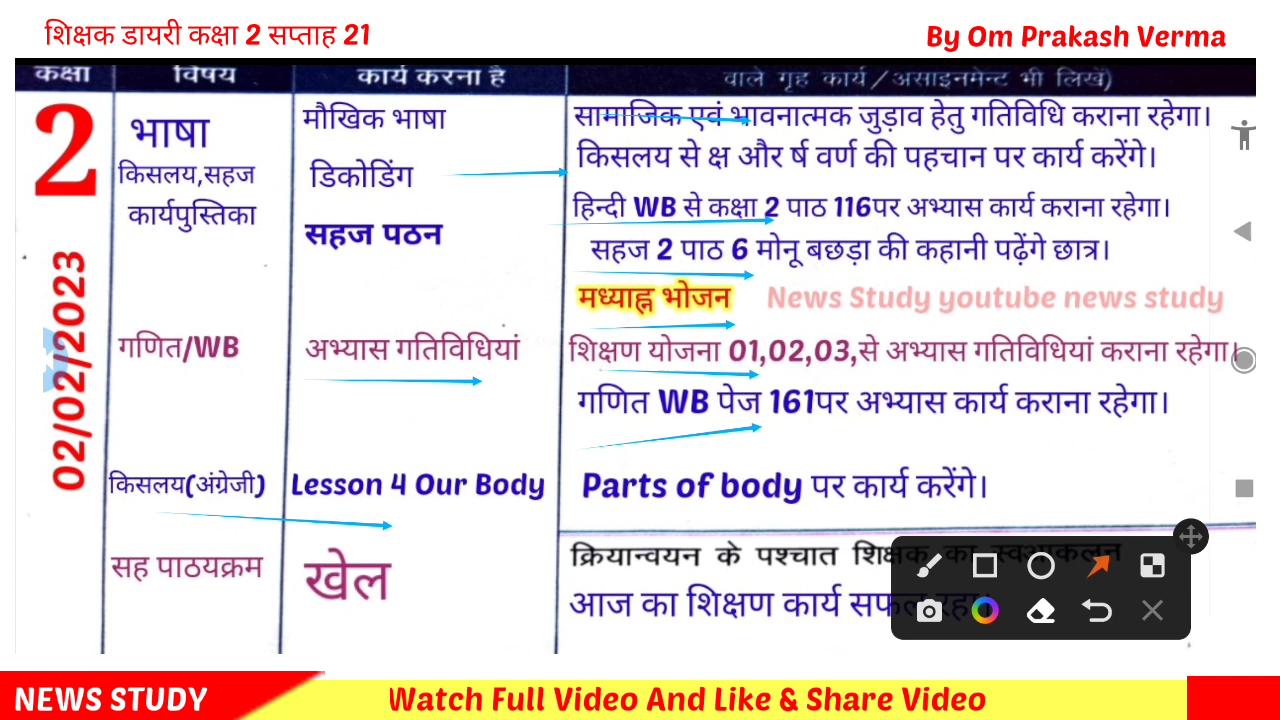 शिक्षक डायरी कक्षा 2 सप्ताह 21
By Om Prakash Verma
कक्षा विषय कार्य करना है वाले गृह कार्य/असाइनमेन्ट भी लिखें)
2
02/02/2023
भाषा
किसलय,सहज
कार्यपुस्तिका
मौखिक भाषा
डिकोडिंग
सहज पठन
सामाजिक एवं भावनात्मक जुड़ाव हेतु गतिविधि कराना रहेगा।
किसलय से क्ष और र्ष वर्ण की पहचान पर कार्य करेंगे।
हिन्दी WB से कक्षा 2 पाठ 116पर अभ्यास कार्य कराना रहेगा।
सहज 2 पाठ 6 मोनू बछड़ा की कहानी पढ़ेंगे छात्र।
मध्याह्न भोजन News Study youtube news study
गणित/WB
अभ्यास गतिविधियां
शिक्षण योजना 01,02,03,से अभ्यास गतिविधियां कराना रहेगा।
गणित WB पेज 161पर अभ्यास कार्य कराना रहेगा।
किसलय(अंग्रेजी)
Lesson 4 Our Body
Parts of body पर कार्य करेंगे।
सह पाठयक्रम
खेल
क्रियान्वयन के पश्चात शिक्षक का स्वआकलन
आज का शिक्षण कार्य सफल रहा।
NEWS STUDY
Watch Full Video And Like & Share Video